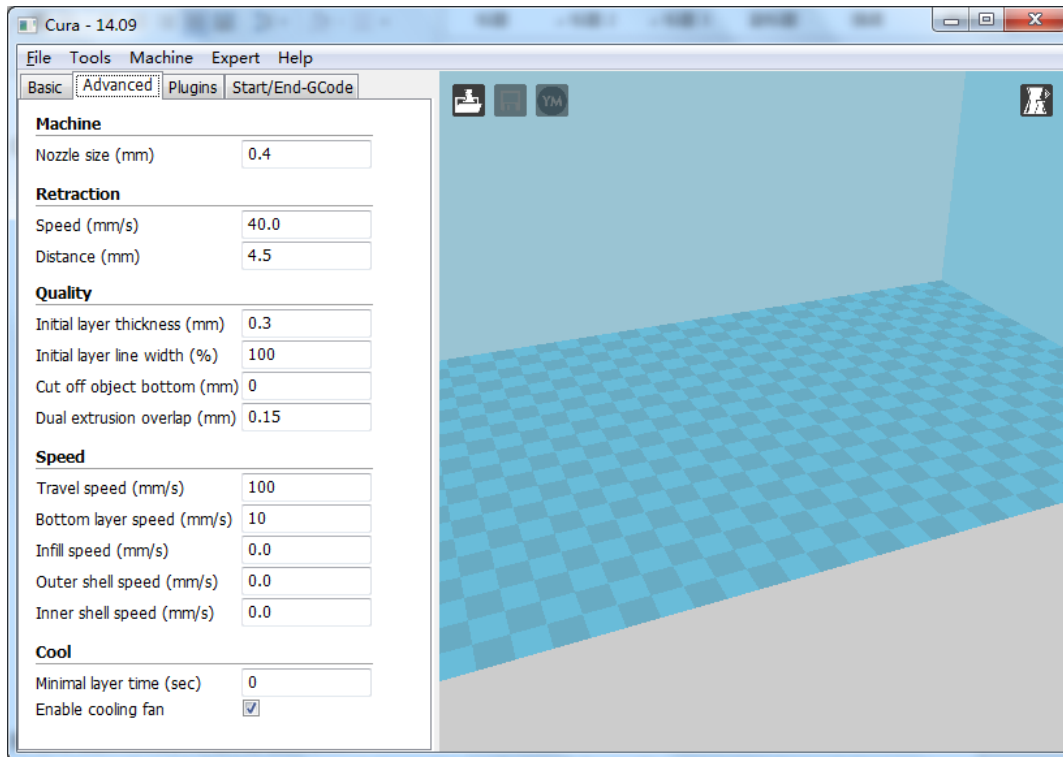 Cura - 14.09
File Tools Machine Expert Help
Basic Advanced Plugins Start/End-GCode
Machine
Nozzle size (mm) 0.4
Retraction
Speed (mm/s) 40.0
Distance (mm) 4.5
Quality
Initial layer thickness (mm) 0.3
Initial layer line width (%) 100
Cut off object bottom (mm) 0
Dual extrusion overlap (mm) 0.15
Speed
Travel speed (mm/s) 100
Bottom layer speed (mm/s) 10
Infill speed (mm/s) 0.0
Outer shell speed (mm/s) 0.0
Inner shell speed (mm/s) 0.0
Cool
Minimal layer time (sec) 0
Enable cooling fan
YM